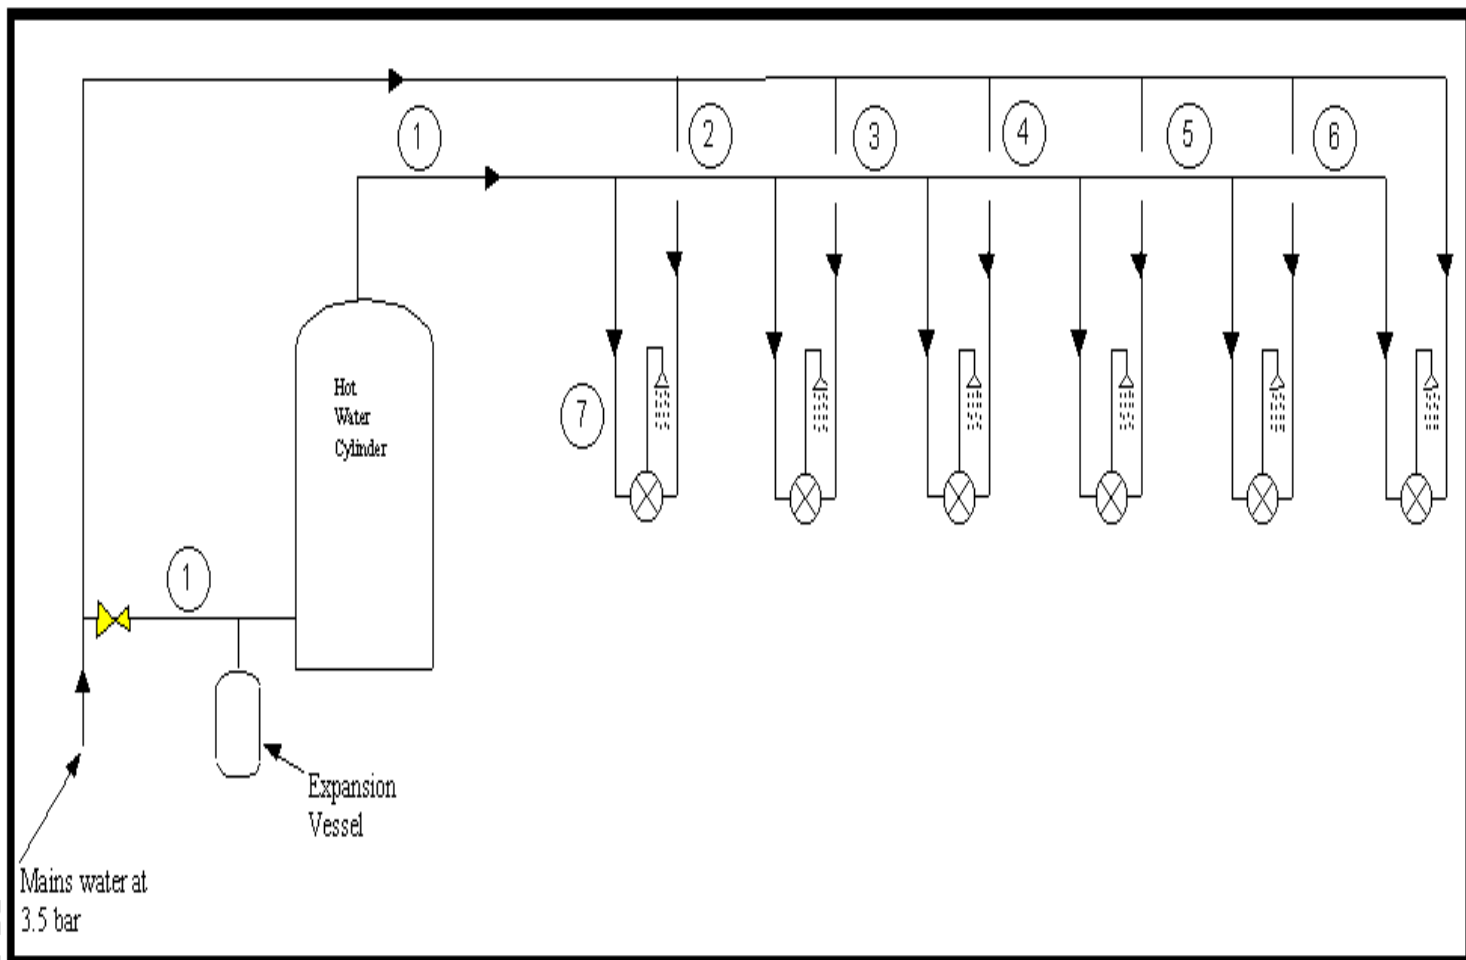 1
2
3
4
5
6
Hot
Water
Cylinder
7
1
Expansion
Vessel
Mains water at
3.5 bar